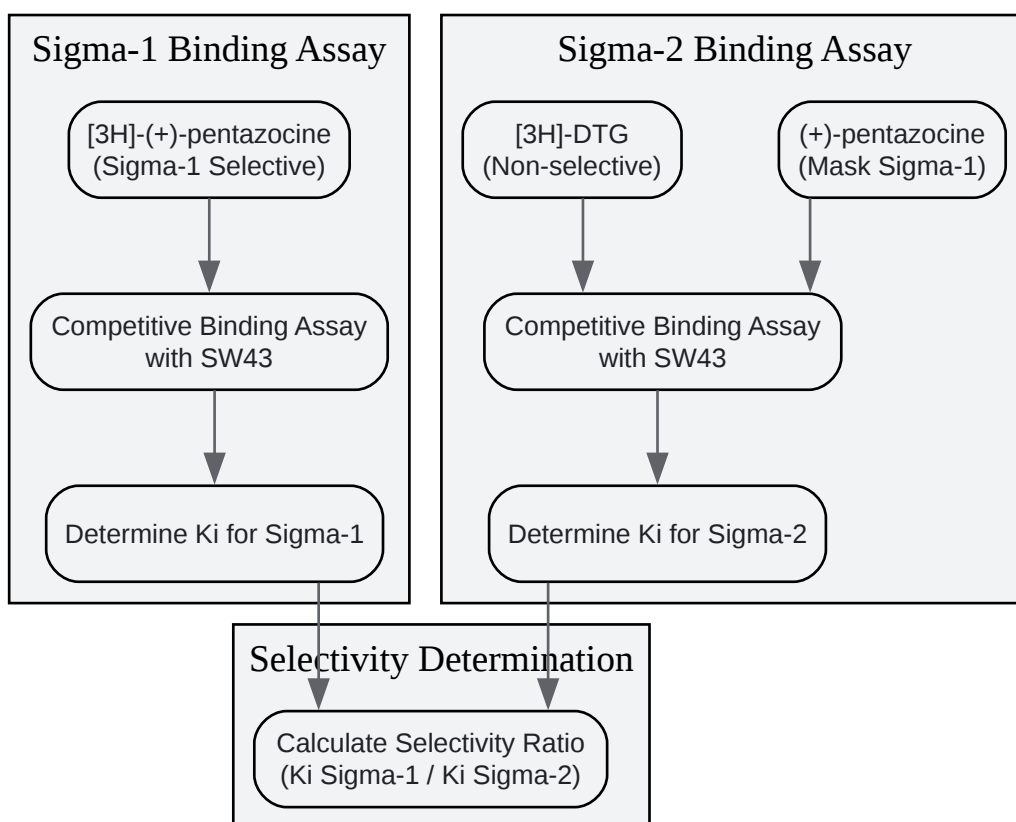 Sigma-1 Binding Assay
[3H]-(+)-pentazocine
(Sigma-1 Selective)
Competitive Binding Assay
with SW43
Determine Ki for Sigma-1
Sigma-2 Binding Assay
[3H]-DTG
(Non-selective)
(+)-pentazocine
(Mask Sigma-1)
Competitive Binding Assay
with SW43
Determine Ki for Sigma-2
Selectivity Determination
Calculate Selectivity Ratio
(Ki Sigma-1 / Ki Sigma-2)